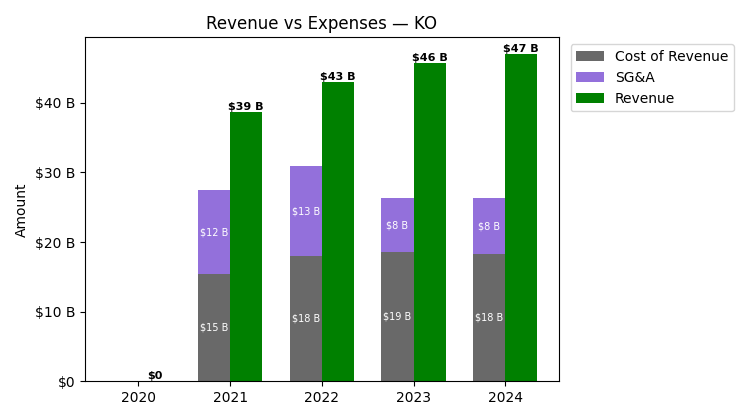 Revenue vs Expenses — KO
Cost of Revenue
SG&A
Revenue
Amount
$40 B
$30 B
$20 B
$10 B
$0
$0
$39 B
$12 B
$15 B
$43 B
$13 B
$18 B
$46 B
$8 B
$19 B
$47 B
$8 B
$18 B
2020
2021
2022
2023
2024